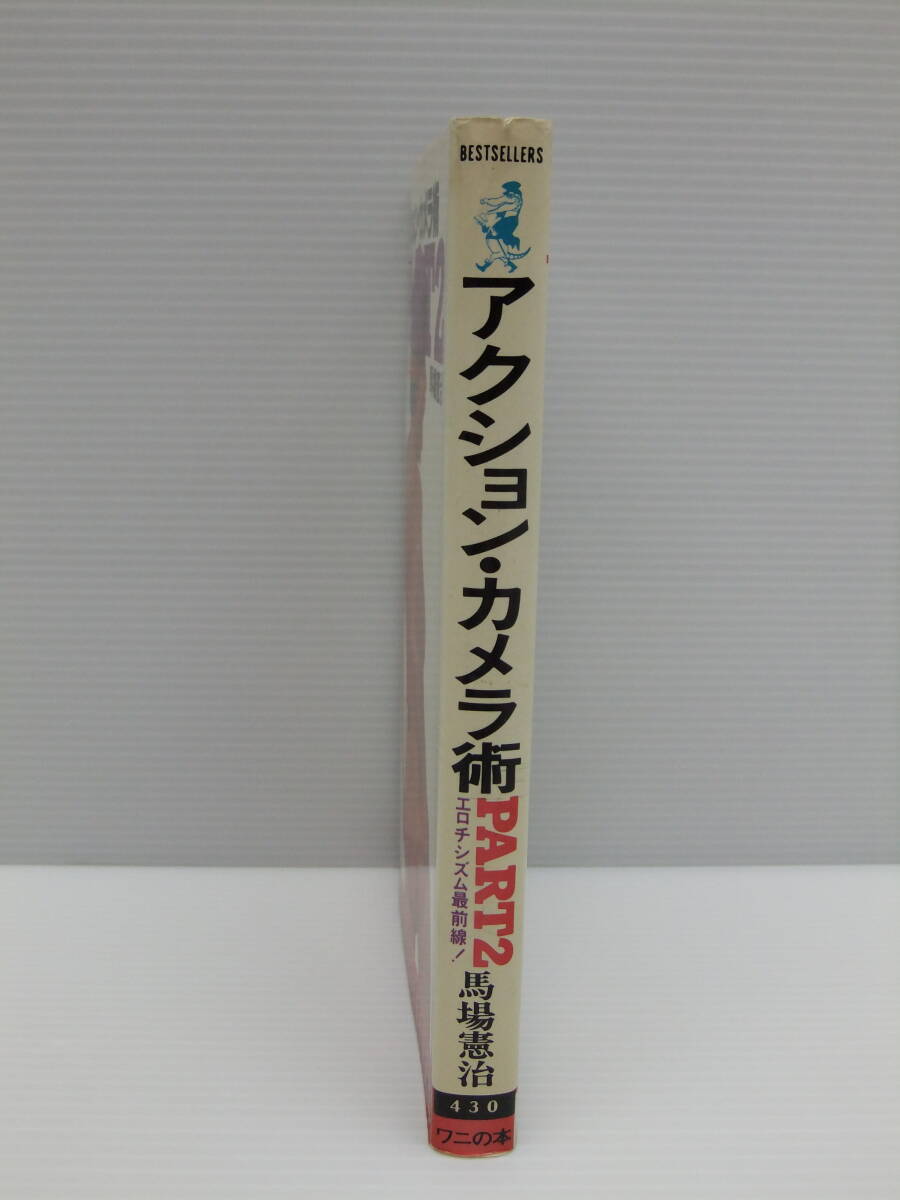 BESTSELLERS
アクション・カメラ術
PART2
エロチシズム最前線!
馬場憲治
430
ワニの本